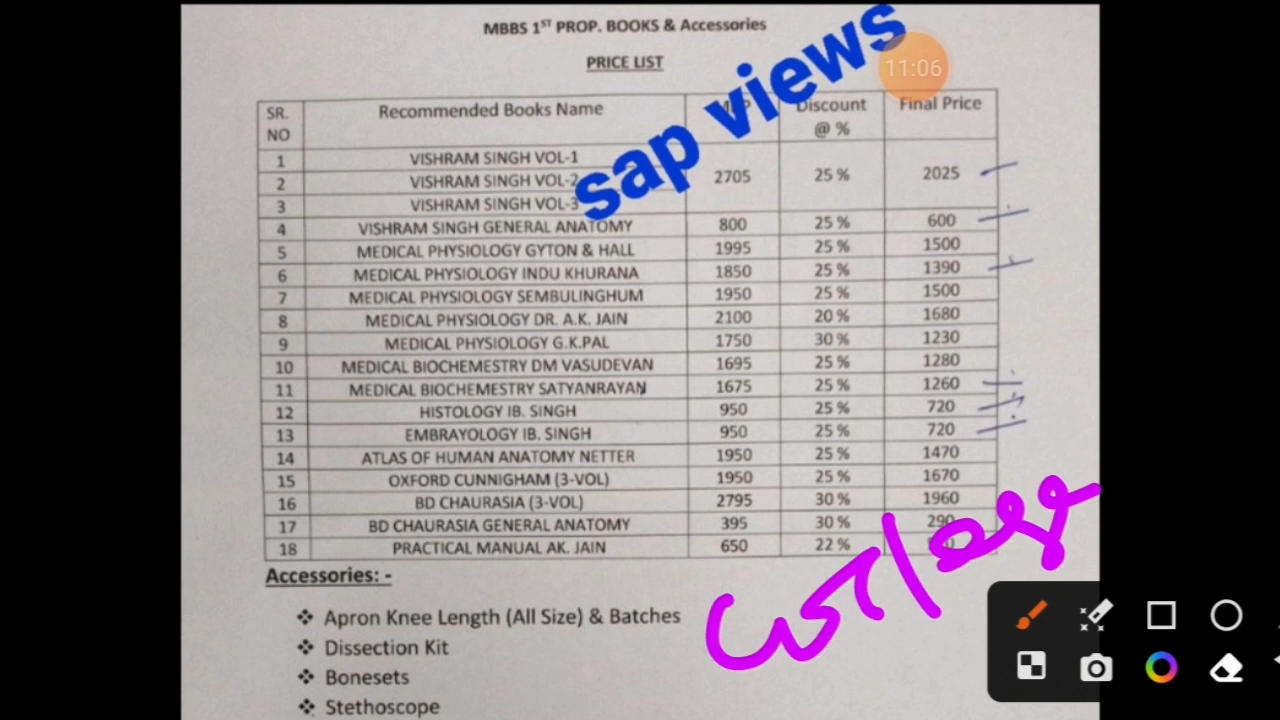 MBBS 1ST PROP. BOOKS & Accessories
PRICE LIST
sap views
11:06
SR. NO Recommended Books Name Discount @ % Final Price
1 VISHRAM SINGH VOL-1
2 VISHRAM SINGH VOL-2 2705 25 % 2025
3 VISHRAM SINGH VOL-3
4 VISHRAM SINGH GENERAL ANATOMY 800 25 % 600
5 MEDICAL PHYSIOLOGY GYTON & HALL 1995 25 % 1500
6 MEDICAL PHYSIOLOGY INDU KHURANA 1850 25 % 1390
7 MEDICAL PHYSIOLOGY SEMBULINGHUM 1950 25 % 1500
8 MEDICAL PHYSIOLOGY DR. A.K. JAIN 2100 20 % 1680
9 MEDICAL PHYSIOLOGY G.K.PAL 1750 30 % 1230
10 MEDICAL BIOCHEMESTRY DM VASUDEVAN 1695 25 % 1280
11 MEDICAL BIOCHEMESTRY SATYANRAYAN 1675 25 % 1260
12 HISTOLOGY IB. SINGH 950 25 % 720
13 EMBRAYOLOGY IB. SINGH 950 25 % 720
14 ATLAS OF HUMAN ANATOMY NETTER 1950 25 % 1470
15 OXFORD CUNNIGHAM (3-VOL) 1950 25 % 1670
16 BD CHAURASIA (3-VOL) 2795 30 % 1960
17 BD CHAURASIA GENERAL ANATOMY 395 30 % 290
18 PRACTICAL MANUAL AK. JAIN 650 22 %
Accessories: -
❖ Apron Knee Length (All Size) & Batches
❖ Dissection Kit
❖ Bonesets
❖ Stethoscope